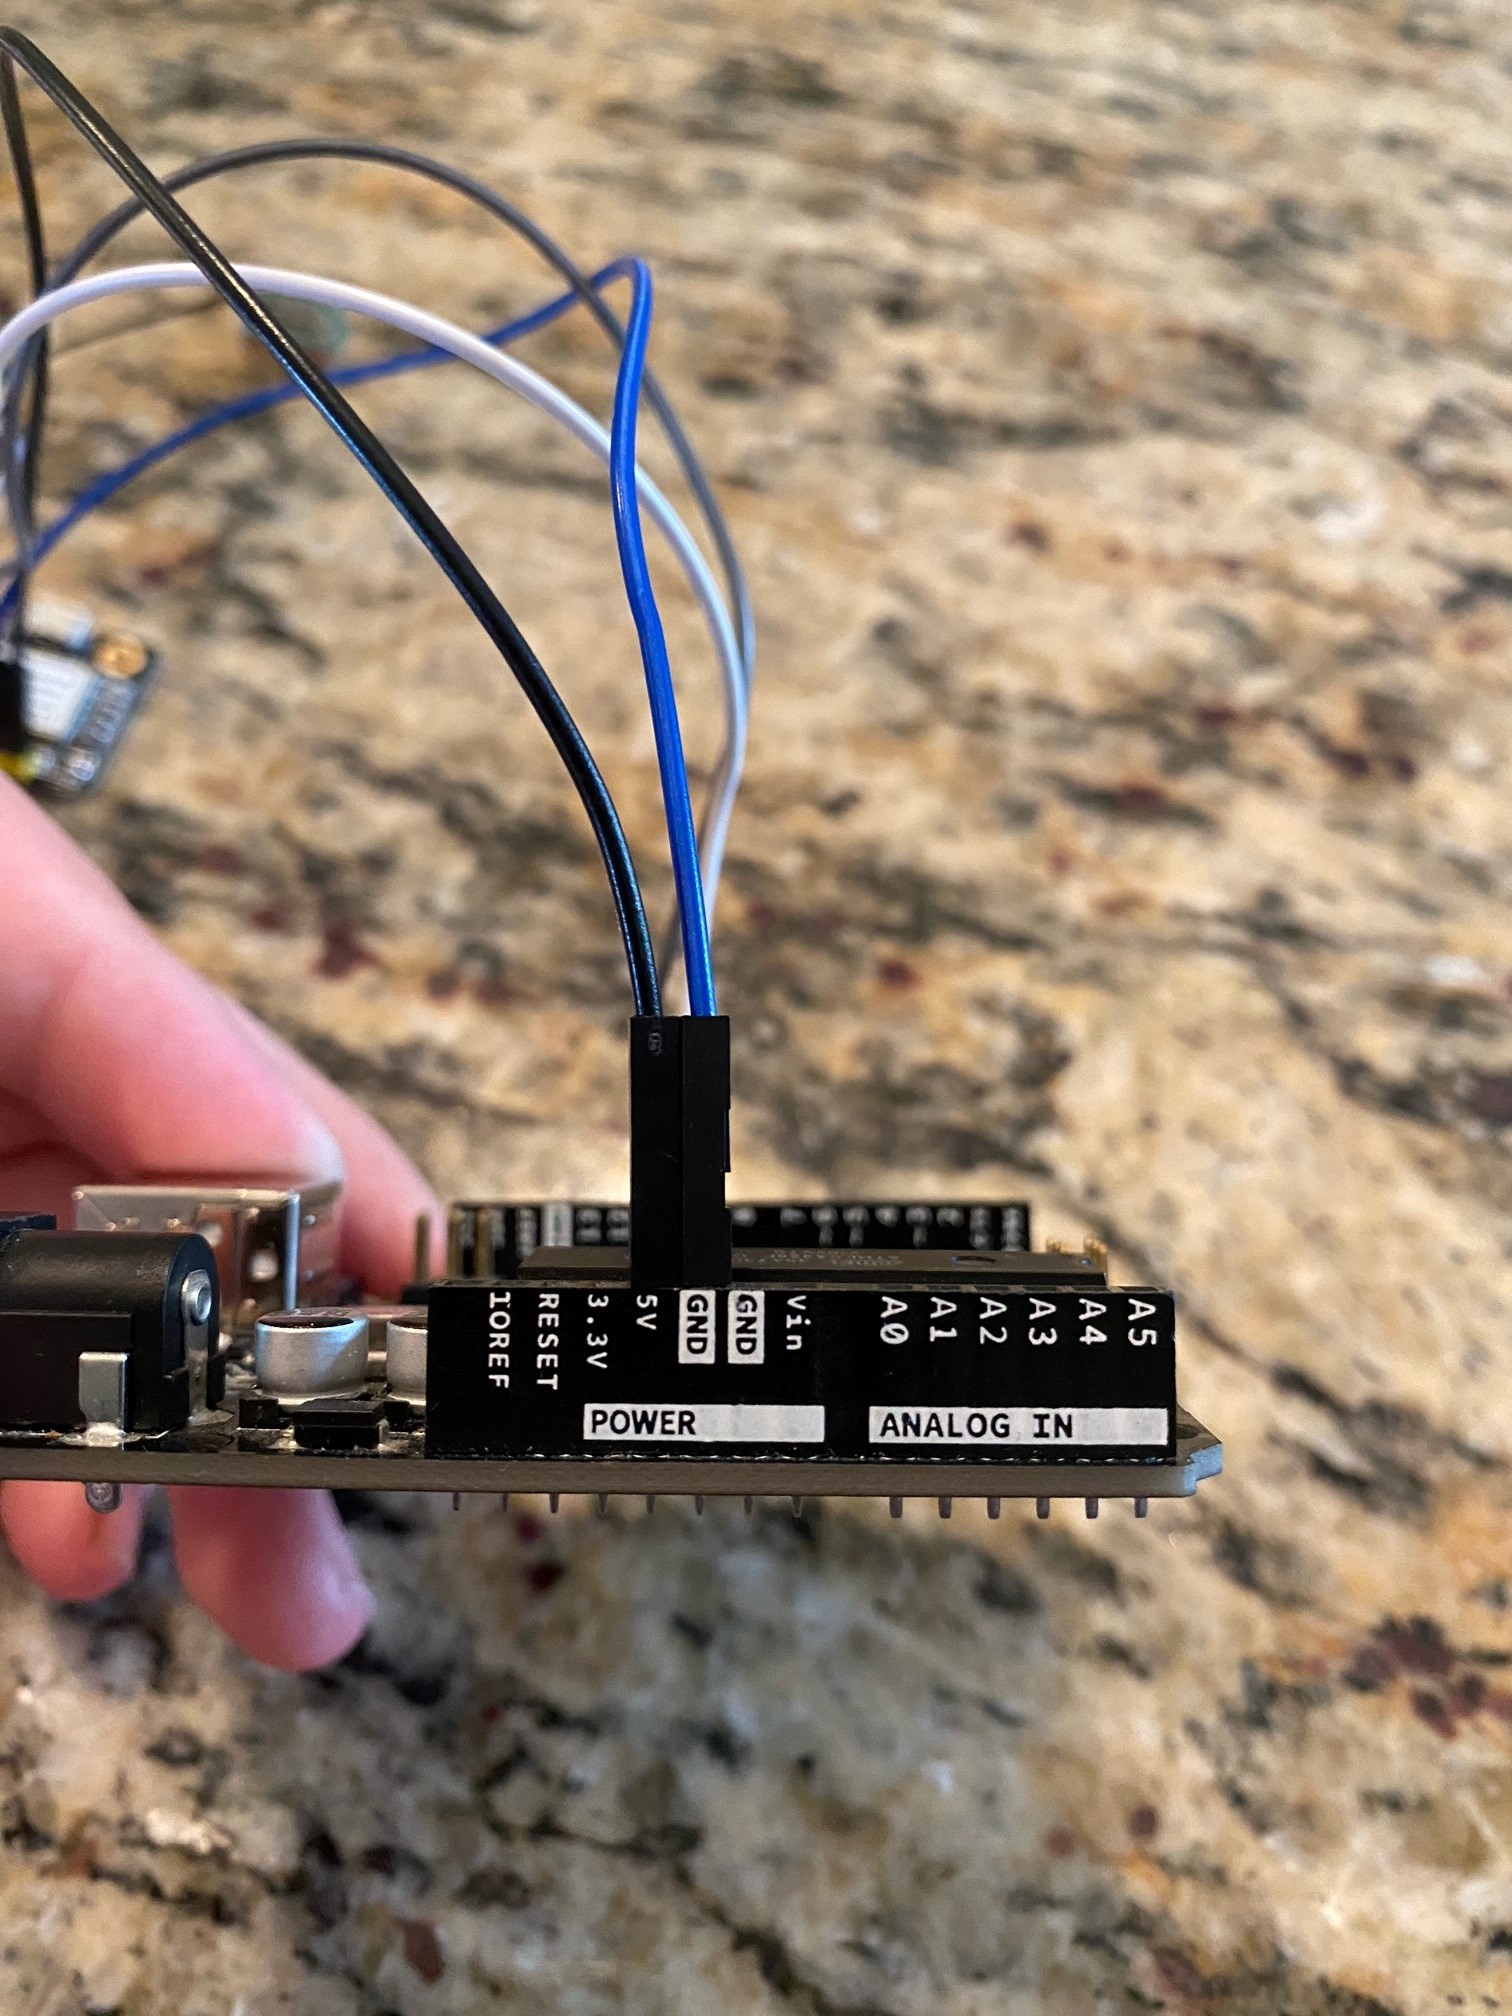 IOREF
RESET
3.3V
5V
GND
GND
Vin
A0
A1
A2
A3
A4
A5
POWER
ANALOG IN